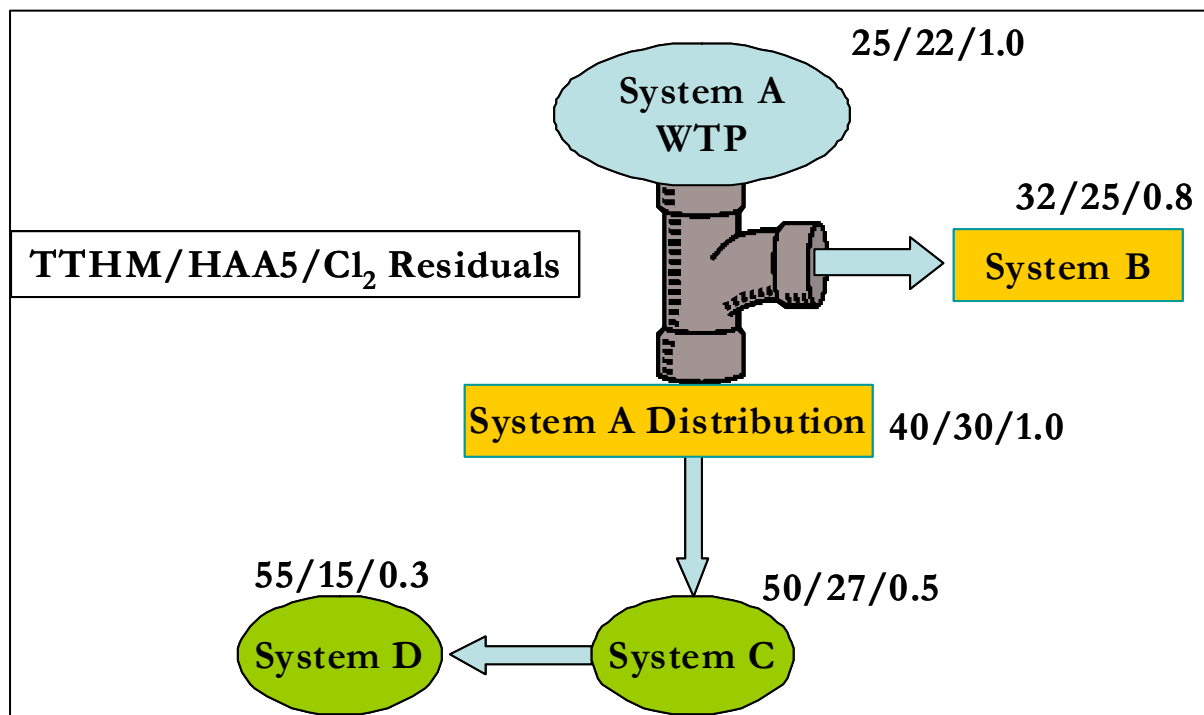 25/22/1.0
System A
WTP
32/25/0.8
TTHM/HAA5/Cl₂ Residuals
System B
System A Distribution
40/30/1.0
55/15/0.3
50/27/0.5
System D
System C